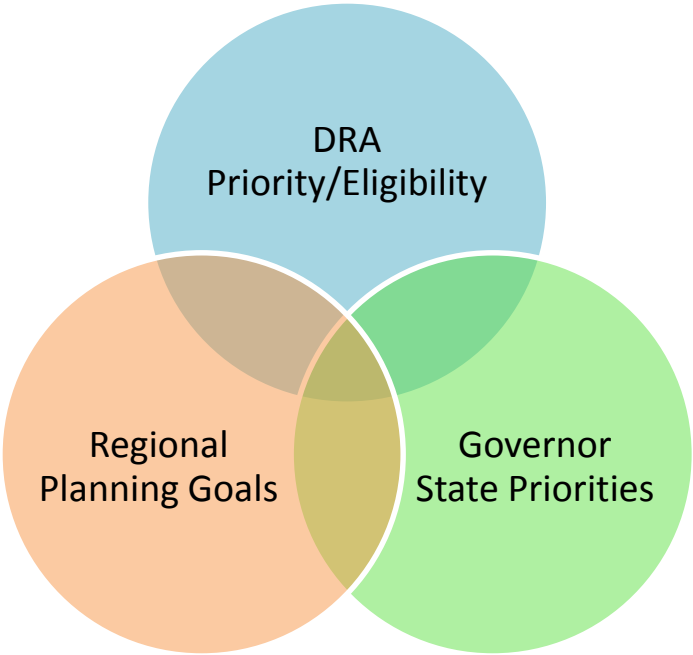 DRA
Priority/Eligibility
Regional
Planning Goals
Governor
State Priorities